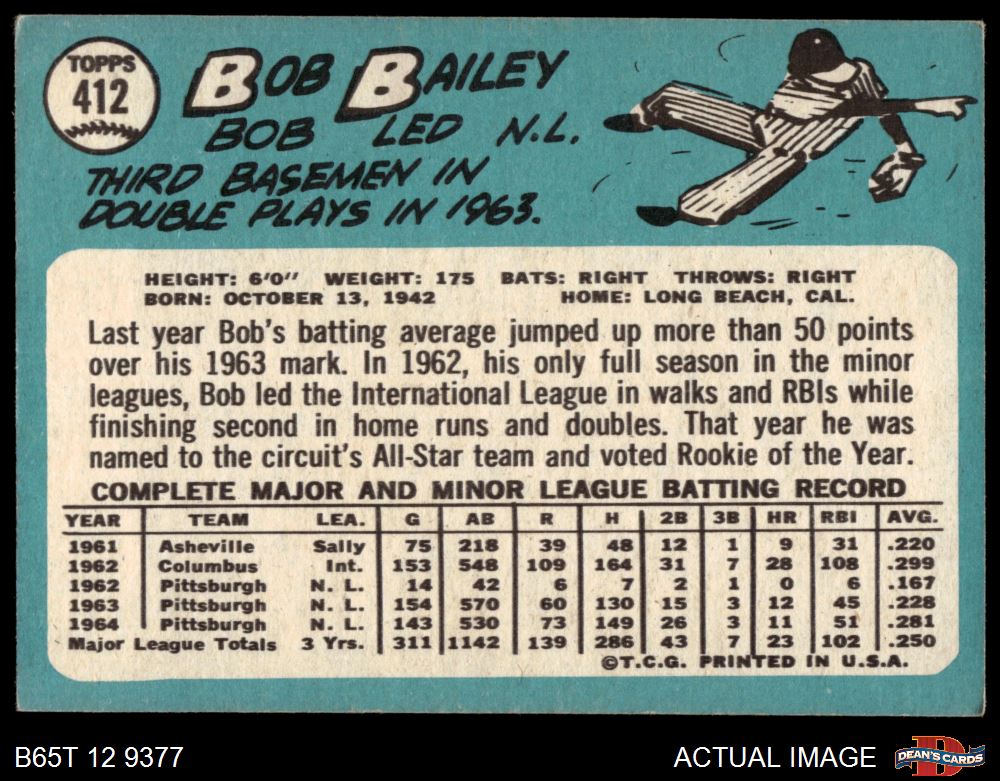 TOPPS
412
BOB BAILEY
BOB LED N.L.
THIRD BASEMEN IN
DOUBLE PLAYS IN 1963.
HEIGHT: 6'0" WEIGHT: 175 BATS: RIGHT THROWS: RIGHT
BORN: OCTOBER 13, 1942 HOME: LONG BEACH, CAL.
Last year Bob's batting average jumped up more than 50 points
over his 1963 mark. In 1962, his only full season in the minor
leagues, Bob led the International League in walks and RBIs while
finishing second in home runs and doubles. That year he was
named to the circuit's All-Star team and voted Rookie of the Year.
COMPLETE MAJOR AND MINOR LEAGUE BATTING RECORD
YEAR TEAM LEA. G AB R H 2B 3B HR RBI AVG.
1961 Asheville Sally 75 218 39 48 12 1 9 31 .220
1962 Columbus Int. 153 548 109 164 31 7 28 108 .299
1962 Pittsburgh N. L. 14 42 6 7 2 1 0 6 .167
1963 Pittsburgh N. L. 154 570 60 130 15 3 12 45 .228
1964 Pittsburgh N. L. 143 530 73 149 26 3 11 51 .281
Major League Totals 3 Yrs. 311 1142 139 286 43 7 23 102 .250
©T.C.G. PRINTED IN U.S.A.
B65T 12 9377 ACTUAL IMAGE
DEAN'S CARDS